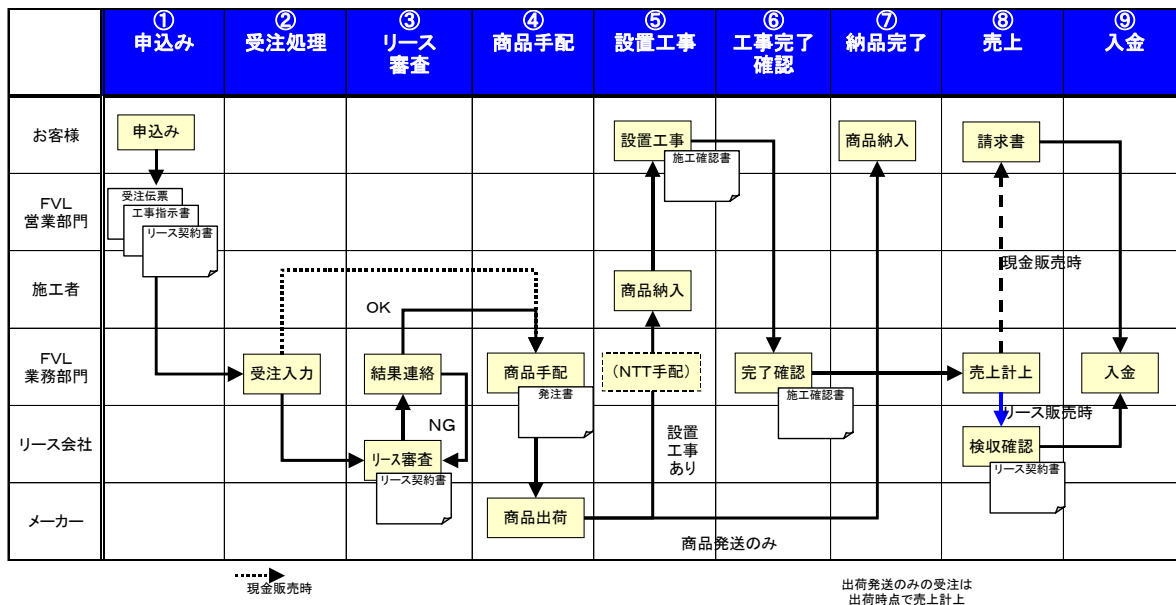 ①
申込み
②
受注処理
③
リース
審査
④
商品手配
⑤
設置工事
⑥
工事完了
確認
⑦
納品完了
⑧
売上
⑨
入金
お客様
申込み
設置工事
施工確認書
商品納入
請求書
FVL
営業部門
受注伝票
工事指示書
リース契約書
施工者
商品納入
現金販売時
OK
FVL
業務部門
受注入力
結果連絡
商品手配
発注書
(NTT手配)
完了確認
施工確認書
売上計上
入金
リース販売時
リース会社
NG
リース審査
リース契約書
設置
工事
あり
検収確認
リース契約書
メーカー
商品出荷
商品発送のみ
現金販売時
出荷発送のみの受注は
出荷時点で売上計上